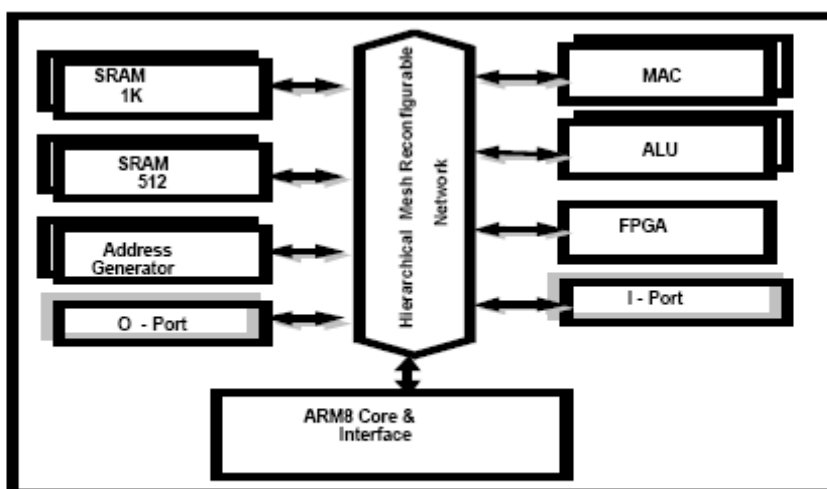 SRAM
1K
SRAM
512
Address
Generator
O - Port
Hierarchical Mesh Reconfigurable
Network
MAC
ALU
FPGA
I - Port
ARM8 Core &
Interface